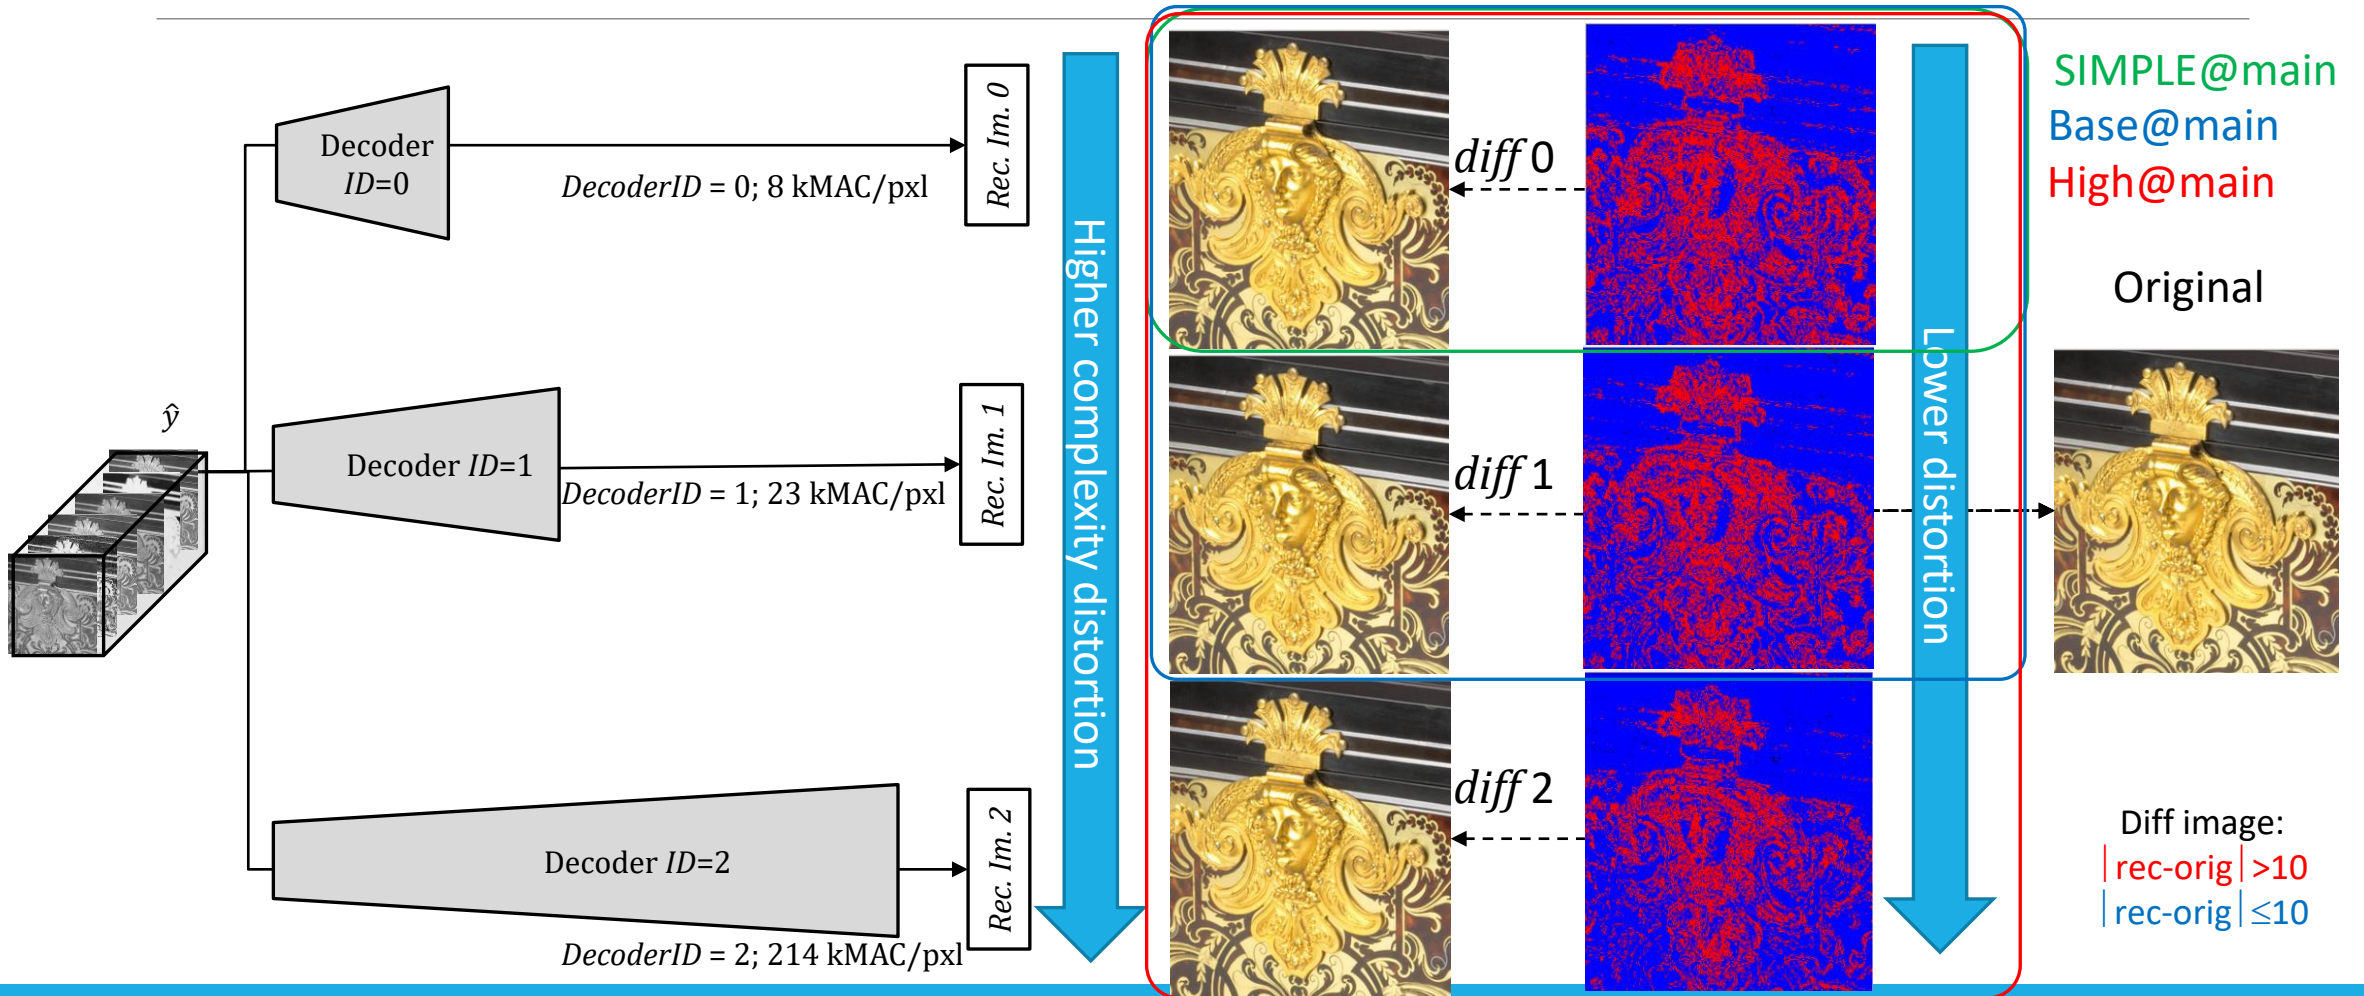 ŷ
Decoder
ID=0
DecoderID = 0; 8 kMAC/pxl
Rec. Im. 0
Decoder ID=1
DecoderID = 1; 23 kMAC/pxl
Rec. Im. 1
Decoder ID=2
DecoderID = 2; 214 kMAC/pxl
Rec. Im. 2
Higher complexity distortion
diff 0
diff 1
diff 2
Lower distortion
SIMPLE@main
Base@main
High@main
Original
Diff image:
|rec-orig|>10
|rec-orig|≤10